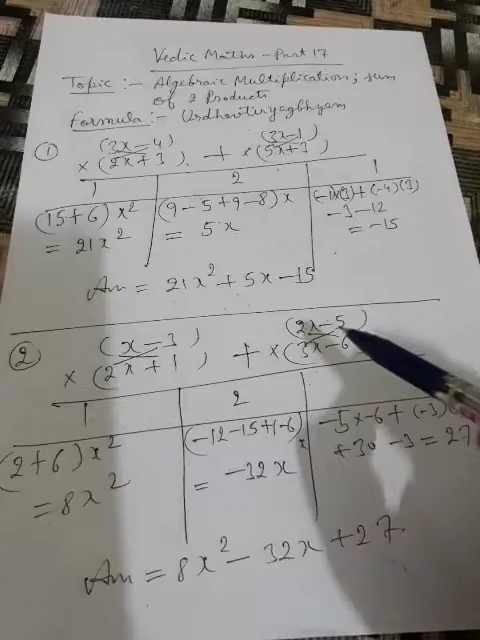 Vedic Maths - Part 17
Topic :- Algebraic Multiplication; sum
of 2 Products
Formula :- Urdhavtiryagbhyam
① (3x-4) (3x-1)
×(2x+3) + ×(5x+3)
1 2 1
(15+6)x² (9-5+9-8)x (-1×3)+(-4)(3)
= 21x² = 5x -3-12
= -15
Ans = 21x² + 5x - 15
② (x-3) (2x-5)
×(2x+1) + ×(3x-6
1 2
(2+6)x² (-12-15+1-6)x -5×-6+(-3)
= 8x² = -32x +30-3=27
Ans = 8x² - 32x + 27.